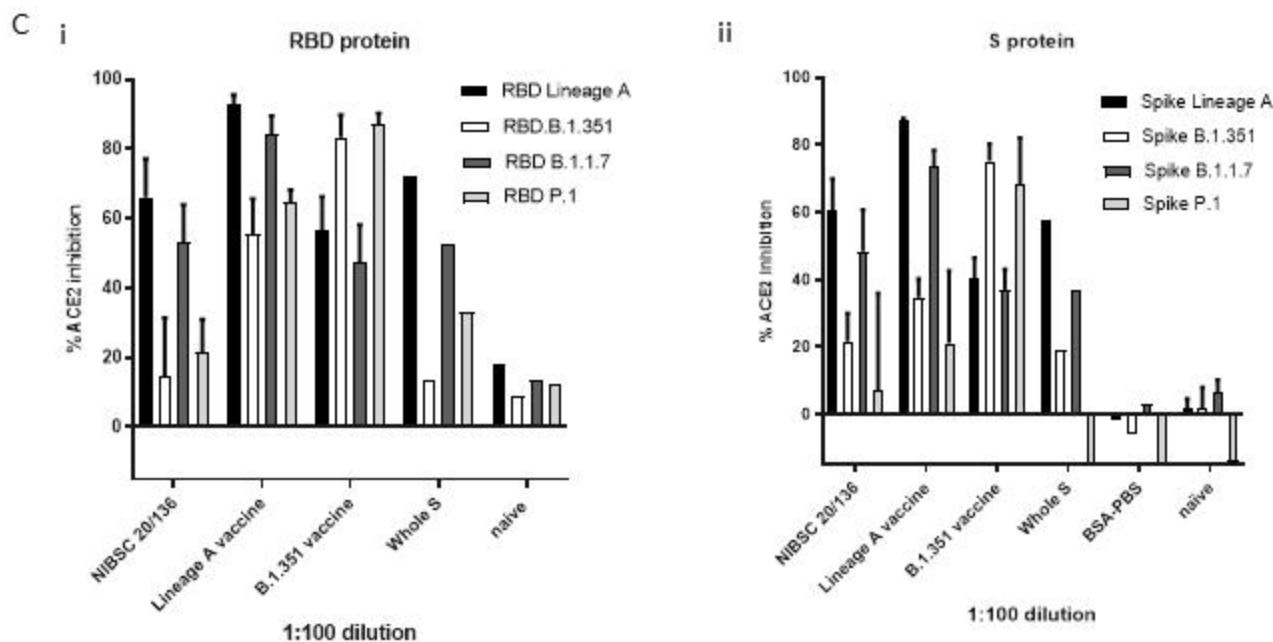 C
i
RBD protein
% ACE2 inhibition
100
80
60
40
20
0
RBD Lineage A
RBD.B.1.351
RBD B.1.1.7
RBD P.1
NIBSC 20/136
Lineage A vaccine
B.1.351 vaccine
Whole S
naive
1:100 dilution
ii
S protein
% ACE2 inhibition
100
80
60
40
20
0
Spike Lineage A
Spike B.1.351
Spike B.1.1.7
Spike P.1
NIBSC 20/136
Lineage A vaccine
B.1.351 vaccine
Whole S
BSA-PBS
naïve
1:100 dilution